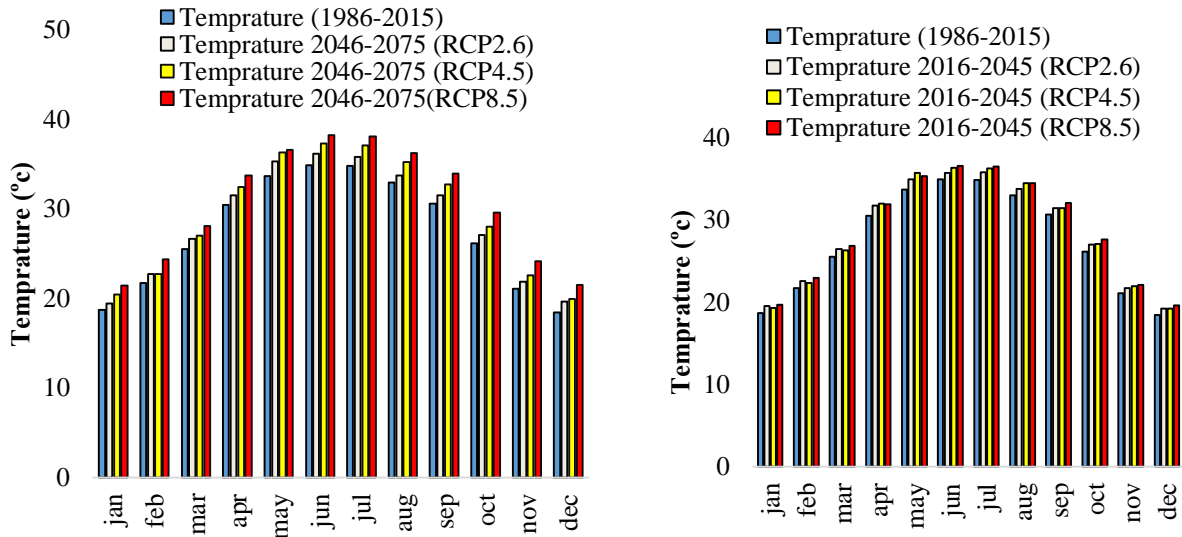 Temprature (1986-2015)
Temprature 2046-2075 (RCP2.6)
Temprature 2046-2075 (RCP4.5)
Temprature 2046-2075(RCP8.5)
50
40
30
20
10
0
Temprature (ºc)
jan
feb
mar
apr
may
jun
jul
aug
sep
oct
nov
dec
Temprature (1986-2015)
Temprature 2016-2045 (RCP2.6)
Temprature 2016-2045 (RCP4.5)
Temprature 2016-2045 (RCP8.5)
40
30
20
10
0
Temprature (ºc)
jan
feb
mar
apr
may
jun
jul
aug
sep
oct
nov
dec